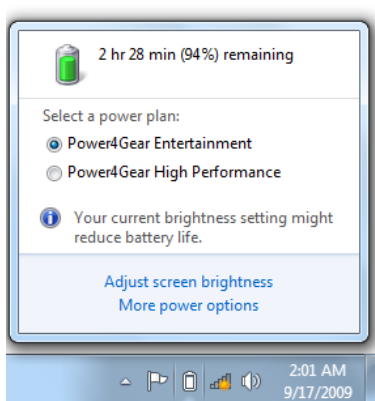 2 hr 28 min (94%) remaining
Select a power plan:
Power4Gear Entertainment
Power4Gear High Performance
Your current brightness setting might
reduce battery life.
Adjust screen brightness
More power options
2:01 AM
9/17/2009